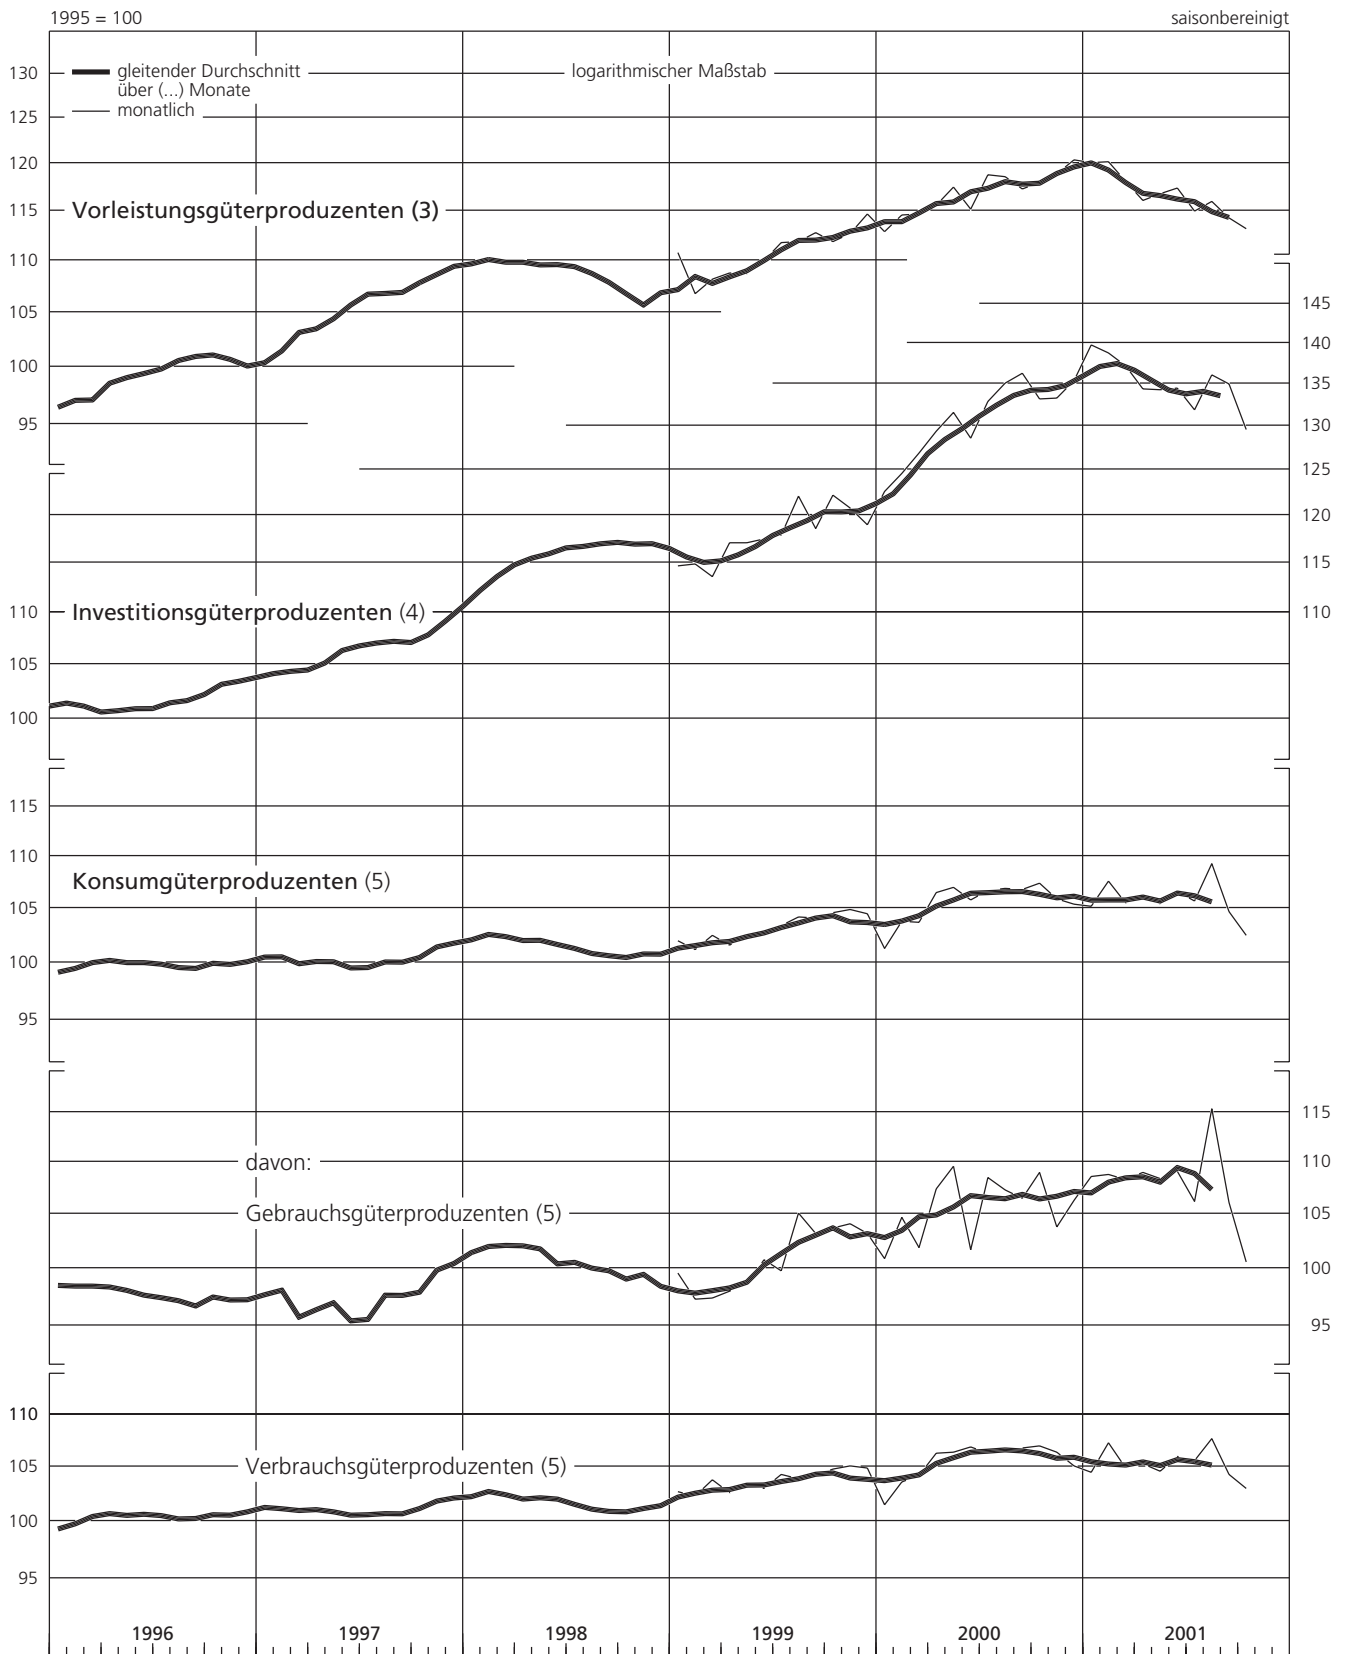 1995 = 100 saisonbereinigt
130 gleitender Durchschnitt logarithmischer Maßstab
über (...) Monate
monatlich
125
120
115 Vorleistungsgüterproduzenten (3)
110
105 145
140
100
135
95 130
125
120
115
110 Investitionsgüterproduzenten (4) 110
105
100
115
110
Konsumgüterproduzenten (5)
105
100
95
115
davon: 110
Gebrauchsgüterproduzenten (5) 105
100
95
110
105 Verbrauchsgüterproduzenten (5)
100
95
1996 1997 1998 1999 2000 2001